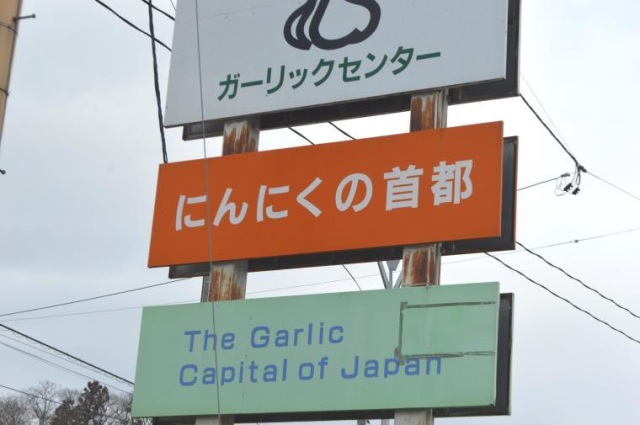 ガーリックセンター
にんにくの首都
The Garlic
Capital of Japan